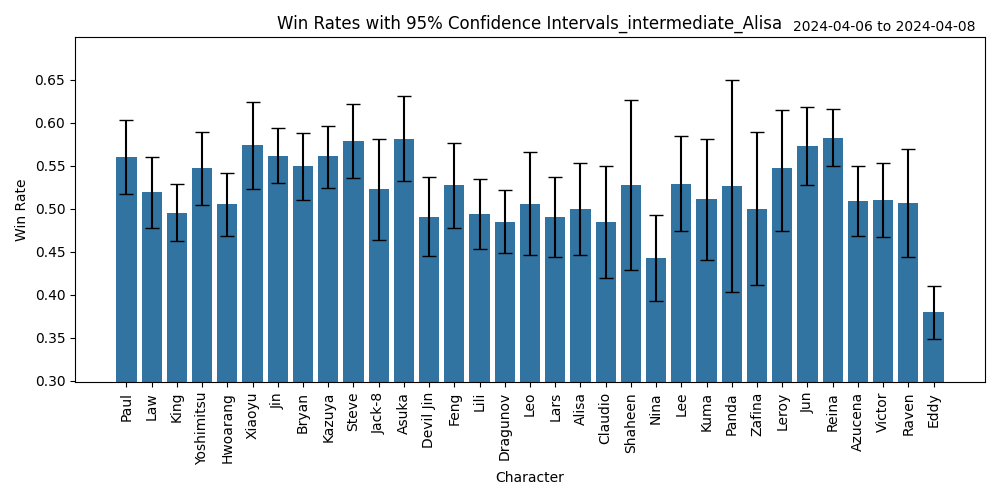 Win Rates with 95% Confidence Intervals_intermediate_Alisa
2024-04-06 to 2024-04-08
Win Rate
0.65
0.60
0.55
0.50
0.45
0.40
0.35
0.30
Paul
Law
King
Yoshimitsu
Hwoarang
Xiaoyu
Jin
Bryan
Kazuya
Steve
Jack-8
Asuka
Devil Jin
Feng
Lili
Dragunov
Leo
Lars
Alisa
Claudio
Shaheen
Nina
Lee
Kuma
Panda
Zafina
Leroy
Jun
Reina
Azucena
Victor
Raven
Eddy
Character